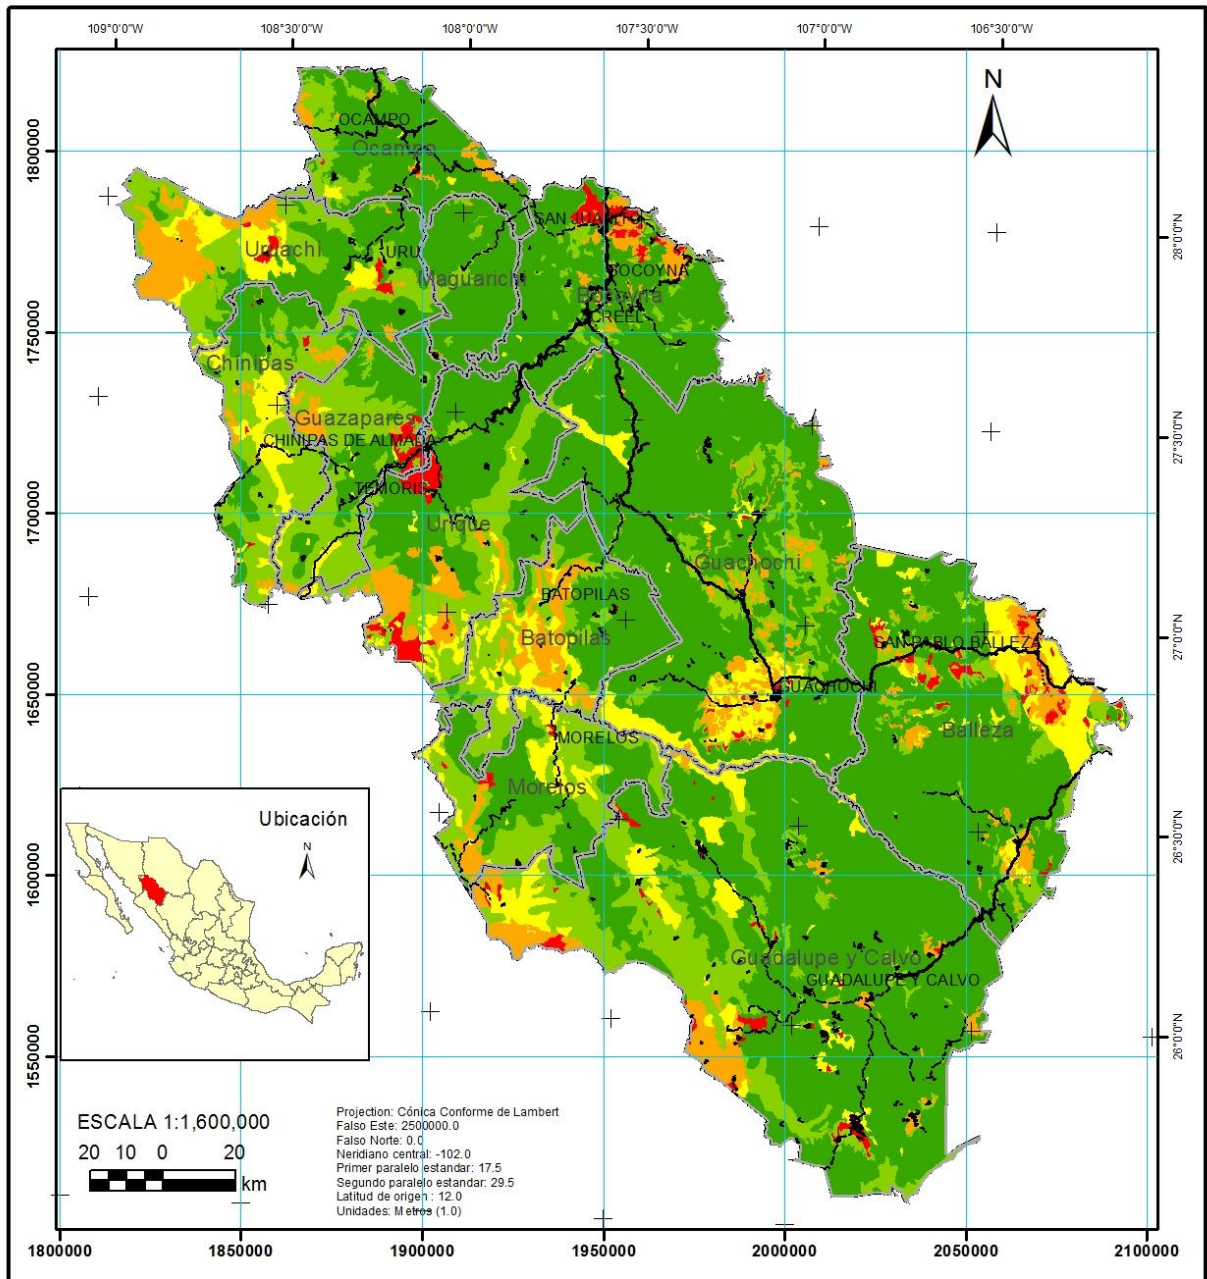 109°0'0"W 108°30'0"W 108°0'0"W 107°30'0"W 107°0'0"W 106°30'0"W
N
1800000
1750000
1700000
1650000
1600000
1550000
28°0'0"N
27°30'0"N
27°0'0"N
26°30'0"N
26°0'0"N
OCAMPO
Ocampo
SAN JUANITO
Uruachi
URU
Maguarichi
BOCOYNA
Bocoyna
CREEL
Chinipas
Guazapares
CHINIPAS DE ALMADA
TEMORIS
Urique
Guachochi
BATOPILAS
Batopilas
SAN PABLO BALLEZA
GUACHOCHI
Balleza
MORELOS
Morelos
Guadalupe y Calvo
GUADALUPE Y CALVO
Ubicación
N
ESCALA 1:1,600,000
20 10 0 20
km
Projection: Cónica Conforme de Lambert
Falso Este: 2500000.0
Falso Norte: 0.0
Neridiano central: -102.0
Primer paralelo estandar: 17.5
Segundo paralelo estandar: 29.5
Latitud de origen : 12.0
Unidades: Metros (1.0)
1800000 1850000 1900000 1950000 2000000 2050000 2100000